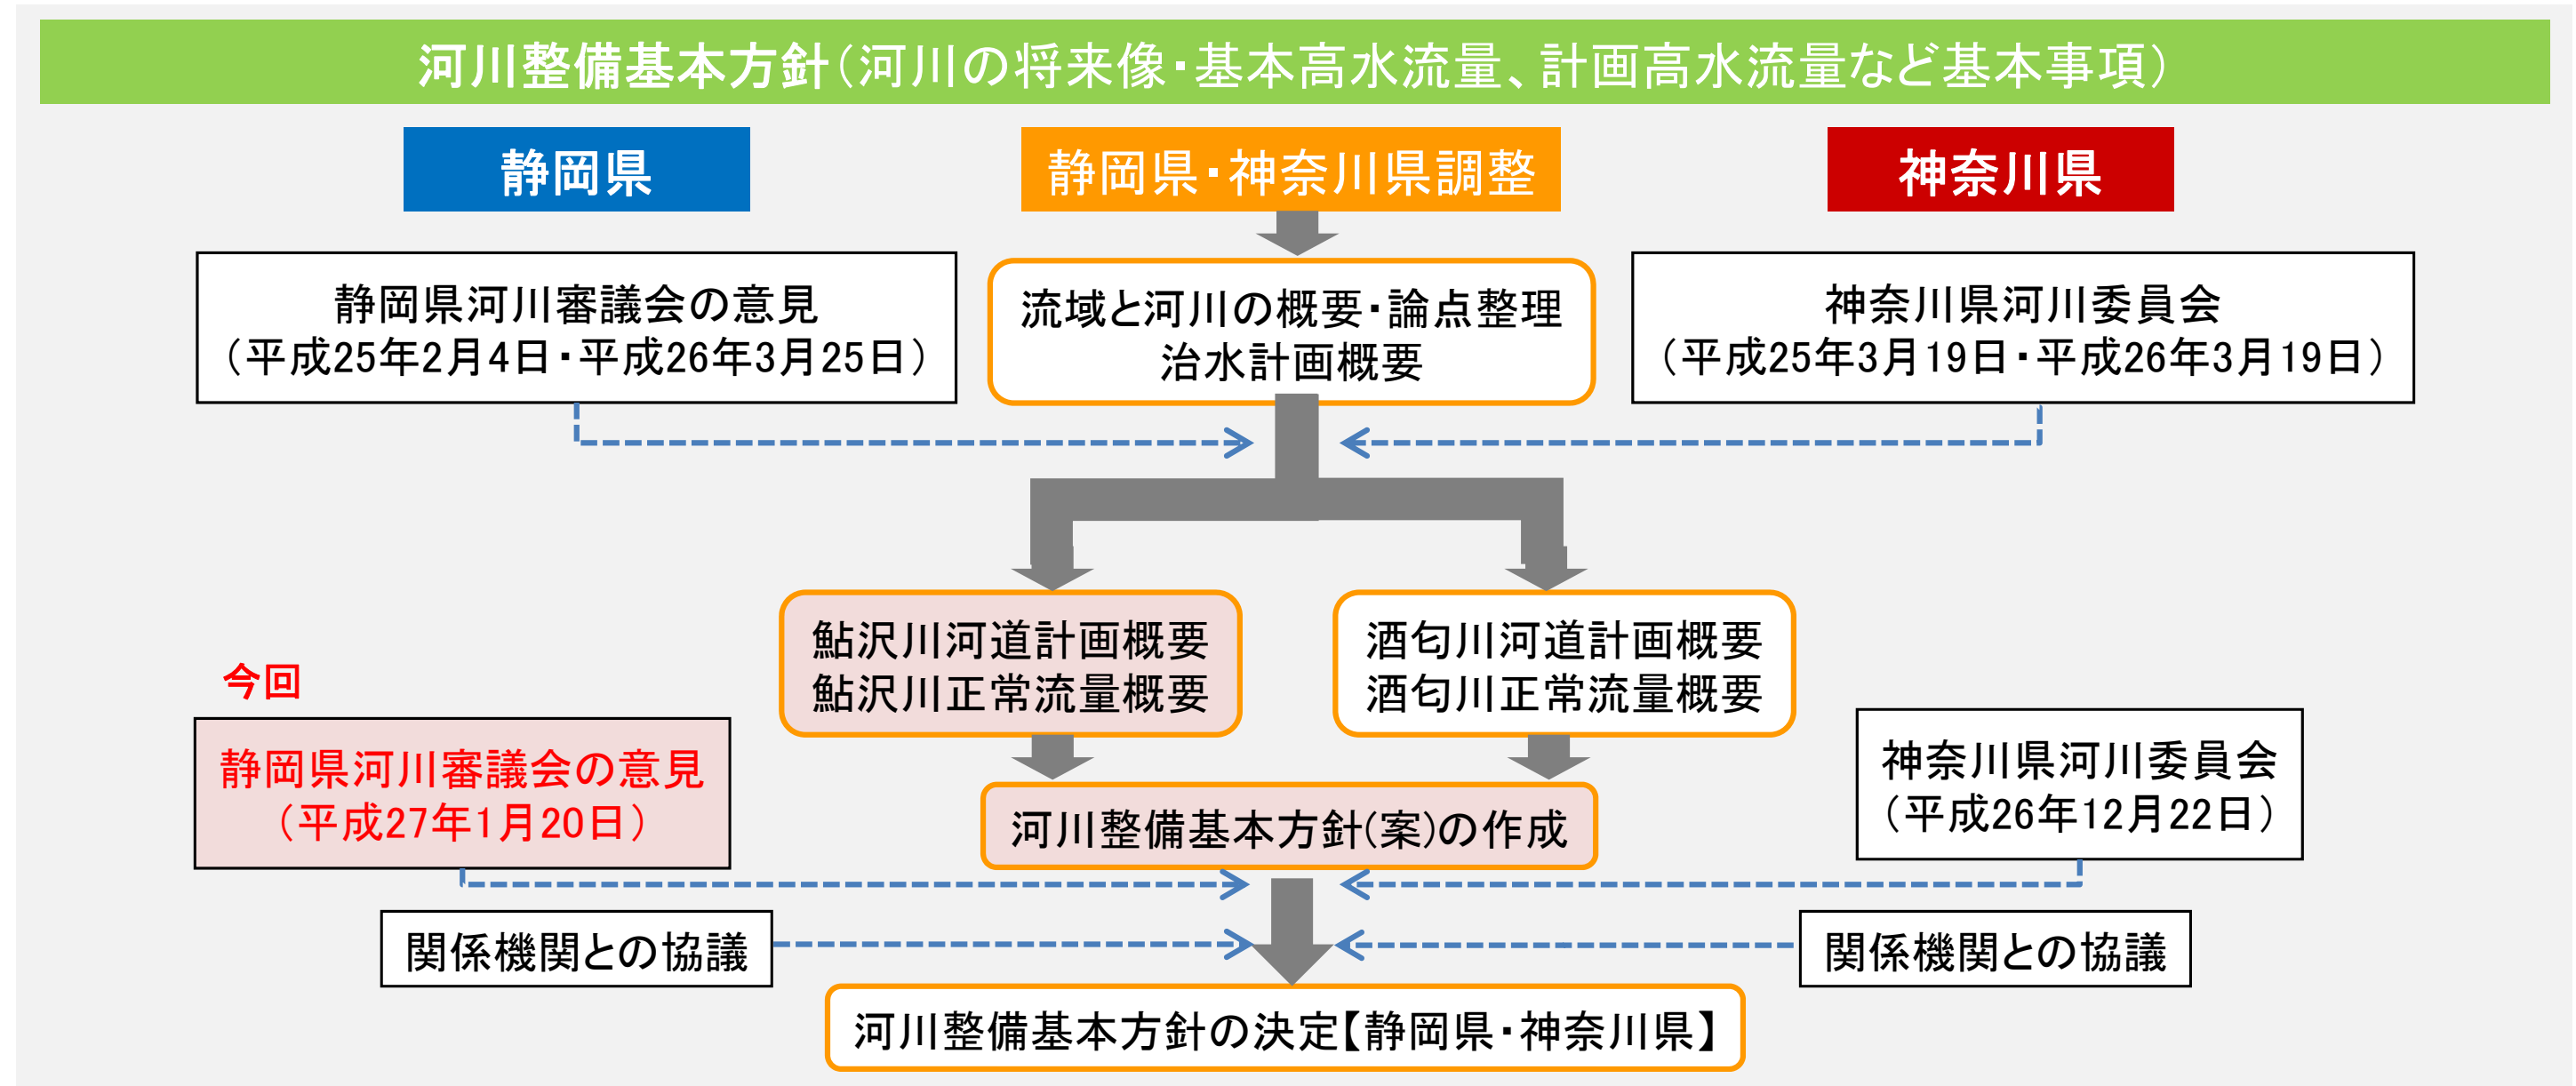 河川整備基本方針(河川の将来像・基本高水流量、計画高水流量など基本事項)
静岡県
静岡県・神奈川県調整
神奈川県
静岡県河川審議会の意見
(平成25年2月4日・平成26年3月25日)
流域と河川の概要・論点整理
治水計画概要
神奈川県河川委員会
(平成25年3月19日・平成26年3月19日)
鮎沢川河道計画概要
鮎沢川正常流量概要
酒匂川河道計画概要
酒匂川正常流量概要
今回
静岡県河川審議会の意見
(平成27年1月20日)
河川整備基本方針(案)の作成
神奈川県河川委員会
(平成26年12月22日)
関係機関との協議
関係機関との協議
河川整備基本方針の決定【静岡県・神奈川県】